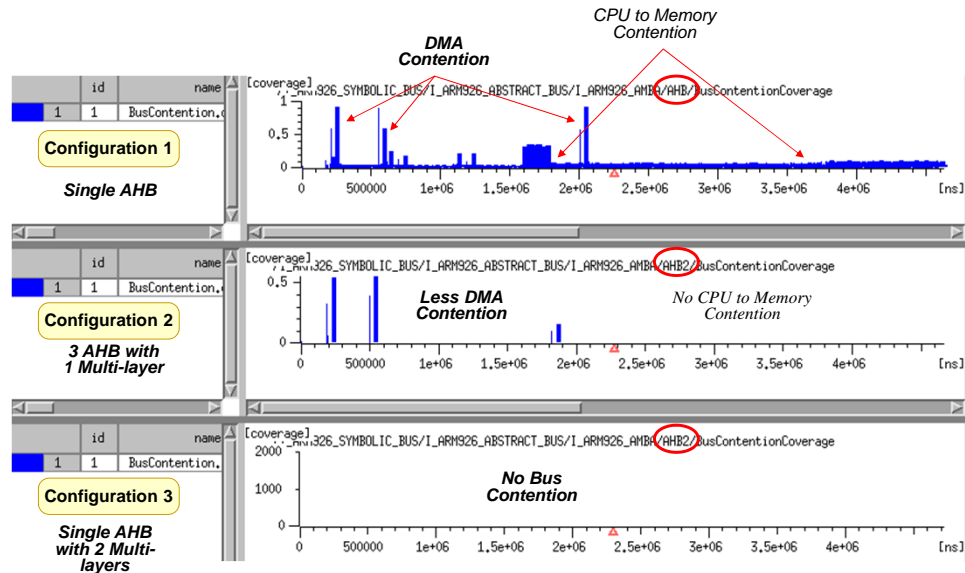 CPU to Memory
Contention
DMA
Contention
id name
1 1 BusContention.
Configuration 1
Single AHB
[coverage]
926_SYMBOLIC_BUS/I_ARM926_ABSTRACT_BUS/I_ARM926_AMBA/AHB/BusContentionCoverage
1
0.5
0
0 500000 1e+06 1.5e+06 2e+06 2.5e+06 3e+06 3.5e+06 4e+06 [ns]
id name
1 1 BusContention.
Configuration 2
3 AHB with
1 Multi-layer
[coverage]
326_SYMBOLIC_BUS/I_ARM926_ABSTRACT_BUS/I_ARM926_AMBA/AHB2/BusContentionCoverage
0.5
0
Less DMA
Contention
No CPU to Memory
Contention
0 500000 1e+06 1.5e+06 2e+06 2.5e+06 3e+06 3.5e+06 4e+06 [ns]
id name
1 1 BusContention.
Configuration 3
Single AHB
with 2 Multi-
layers
[coverage]
326_SYMBOLIC_BUS/I_ARM926_ABSTRACT_BUS/I_ARM926_AMBA/AHB2/BusContentionCoverage
2000
1000
0
No Bus
Contention
0 500000 1e+06 1.5e+06 2e+06 2.5e+06 3e+06 3.5e+06 4e+06 [ns]